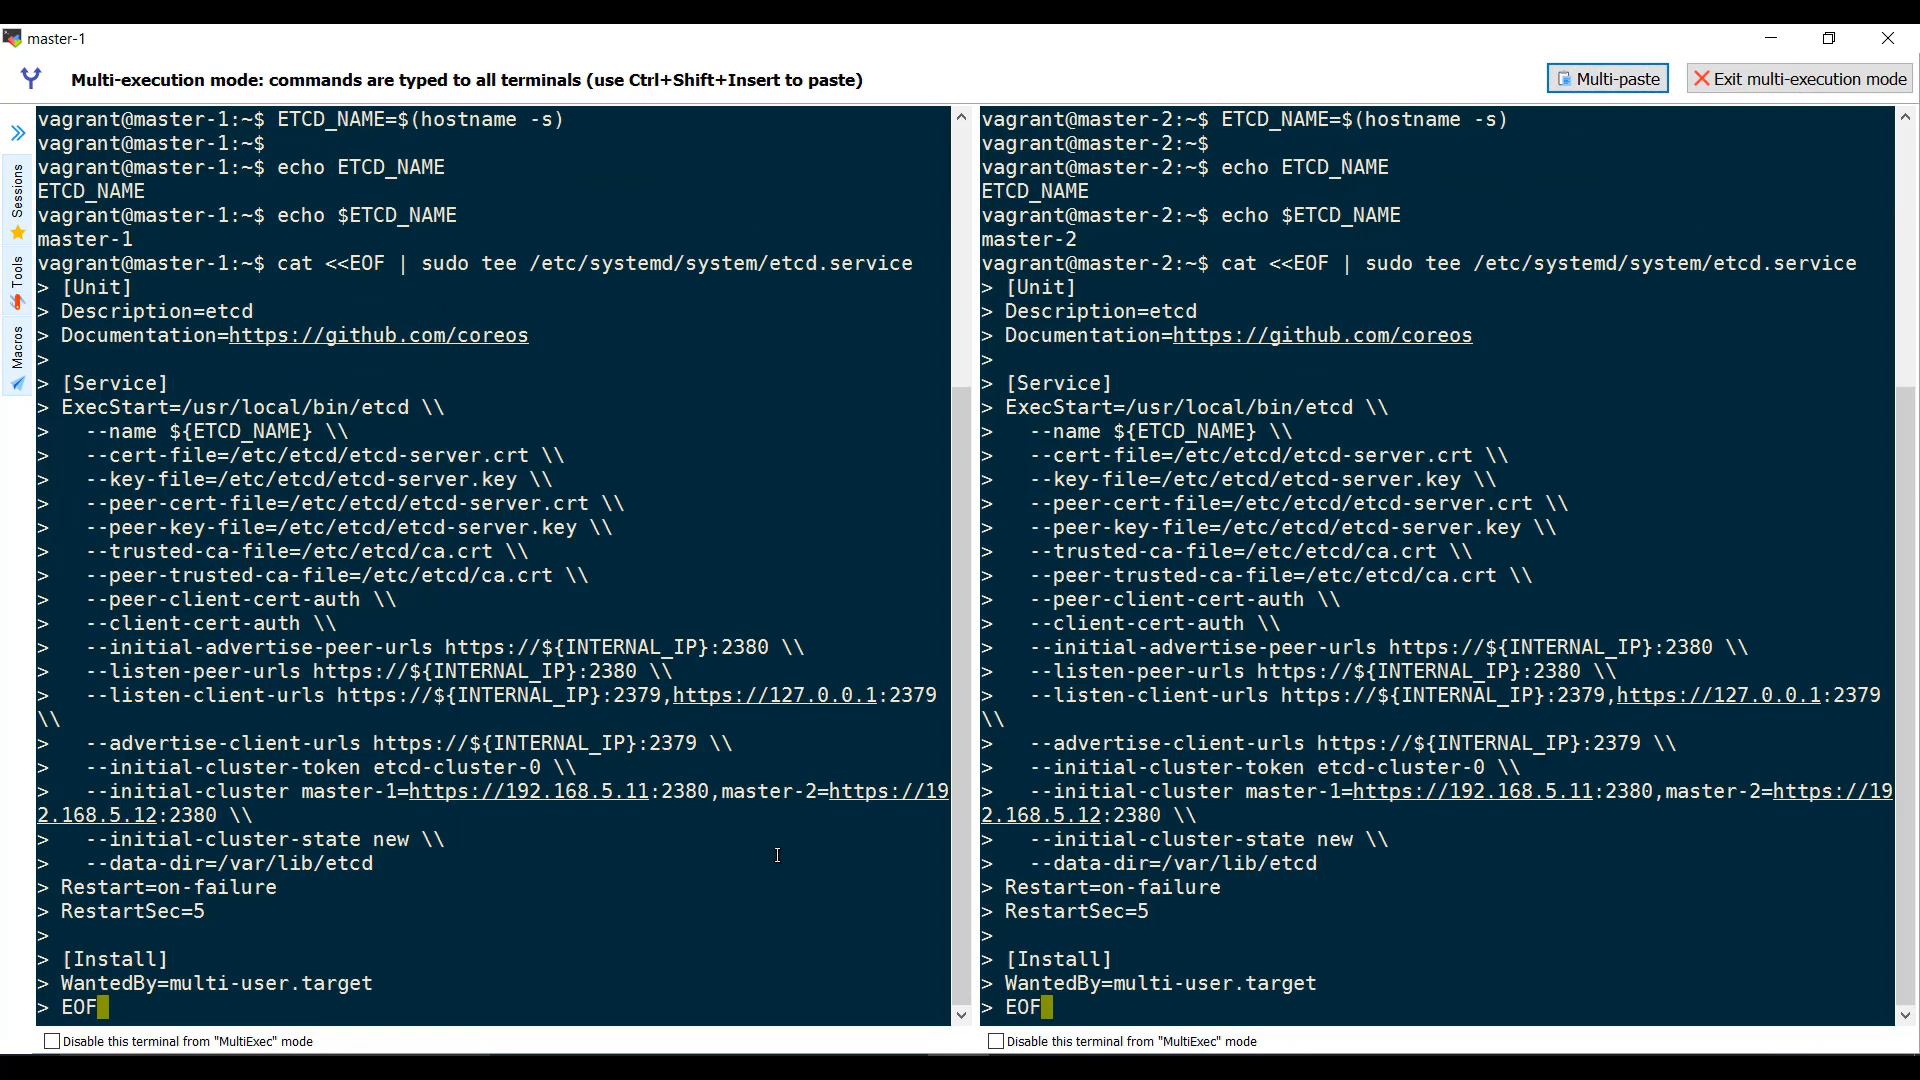 master-1
Multi-execution mode: commands are typed to all terminals (use Ctrl+Shift+Insert to paste)
Multi-paste
Exit multi-execution mode
Sessions
Tools
Macros
vagrant@master-1:~$ ETCD_NAME=$(hostname -s)
vagrant@master-1:~$
vagrant@master-1:~$ echo ETCD_NAME
ETCD_NAME
vagrant@master-1:~$ echo $ETCD_NAME
master-1
vagrant@master-1:~$ cat <<EOF | sudo tee /etc/systemd/system/etcd.service
> [Unit]
> Description=etcd
> Documentation=https://github.com/coreos
>
> [Service]
> ExecStart=/usr/local/bin/etcd \\
>   --name ${ETCD_NAME} \\
>   --cert-file=/etc/etcd/etcd-server.crt \\
>   --key-file=/etc/etcd/etcd-server.key \\
>   --peer-cert-file=/etc/etcd/etcd-server.crt \\
>   --peer-key-file=/etc/etcd/etcd-server.key \\
>   --trusted-ca-file=/etc/etcd/ca.crt \\
>   --peer-trusted-ca-file=/etc/etcd/ca.crt \\
>   --peer-client-cert-auth \\
>   --client-cert-auth \\
>   --initial-advertise-peer-urls https://${INTERNAL_IP}:2380 \\
>   --listen-peer-urls https://${INTERNAL_IP}:2380 \\
>   --listen-client-urls https://${INTERNAL_IP}:2379,https://127.0.0.1:2379
\\
>   --advertise-client-urls https://${INTERNAL_IP}:2379 \\
>   --initial-cluster-token etcd-cluster-0 \\
>   --initial-cluster master-1=https://192.168.5.11:2380,master-2=https://19
2.168.5.12:2380 \\
>   --initial-cluster-state new \\
>   --data-dir=/var/lib/etcd
> Restart=on-failure
> RestartSec=5
>
> [Install]
> WantedBy=multi-user.target
> EOF
Disable this terminal from "MultiExec" mode
vagrant@master-2:~$ ETCD_NAME=$(hostname -s)
vagrant@master-2:~$
vagrant@master-2:~$ echo ETCD_NAME
ETCD_NAME
vagrant@master-2:~$ echo $ETCD_NAME
master-2
vagrant@master-2:~$ cat <<EOF | sudo tee /etc/systemd/system/etcd.service
> [Unit]
> Description=etcd
> Documentation=https://github.com/coreos
>
> [Service]
> ExecStart=/usr/local/bin/etcd \\
>   --name ${ETCD_NAME} \\
>   --cert-file=/etc/etcd/etcd-server.crt \\
>   --key-file=/etc/etcd/etcd-server.key \\
>   --peer-cert-file=/etc/etcd/etcd-server.crt \\
>   --peer-key-file=/etc/etcd/etcd-server.key \\
>   --trusted-ca-file=/etc/etcd/ca.crt \\
>   --peer-trusted-ca-file=/etc/etcd/ca.crt \\
>   --peer-client-cert-auth \\
>   --client-cert-auth \\
>   --initial-advertise-peer-urls https://${INTERNAL_IP}:2380 \\
>   --listen-peer-urls https://${INTERNAL_IP}:2380 \\
>   --listen-client-urls https://${INTERNAL_IP}:2379,https://127.0.0.1:2379
\\
>   --advertise-client-urls https://${INTERNAL_IP}:2379 \\
>   --initial-cluster-token etcd-cluster-0 \\
>   --initial-cluster master-1=https://192.168.5.11:2380,master-2=https://19
2.168.5.12:2380 \\
>   --initial-cluster-state new \\
>   --data-dir=/var/lib/etcd
> Restart=on-failure
> RestartSec=5
>
> [Install]
> WantedBy=multi-user.target
> EOF
Disable this terminal from "MultiExec" mode